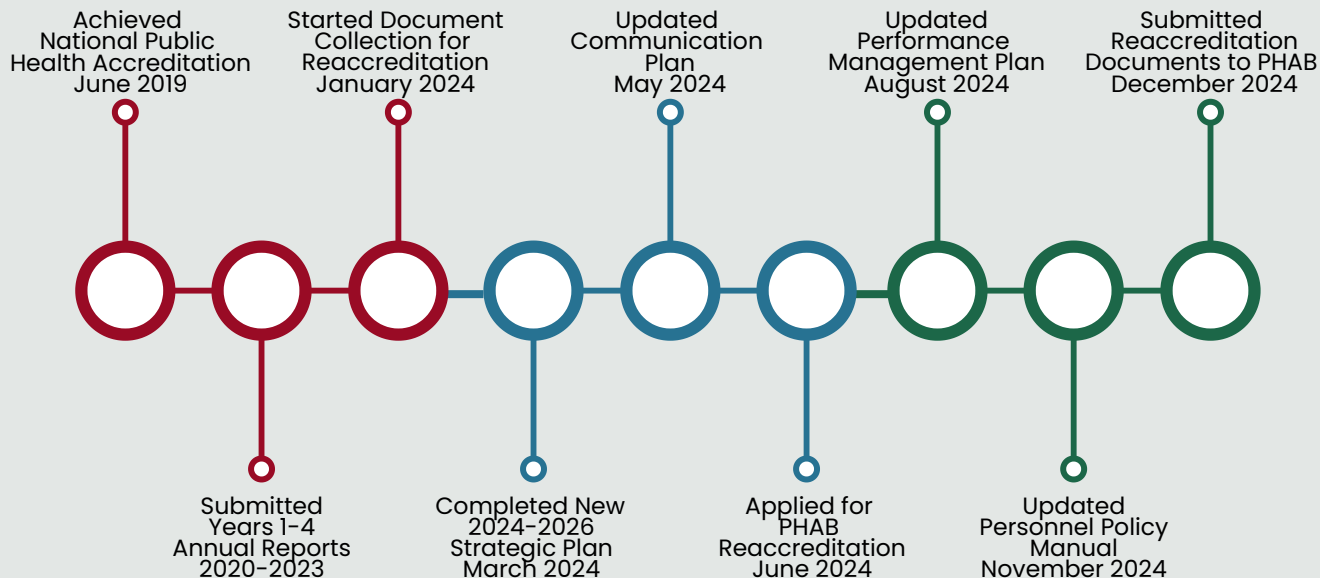 Achieved
National Public
Health Accreditation
June 2019
Started Document
Collection for
Reaccreditation
January 2024
Updated
Communication
Plan
May 2024
Updated
Performance
Management Plan
August 2024
Submitted
Reaccreditation
Documents to PHAB
December 2024
Submitted
Years 1-4
Annual Reports
2020-2023
Completed New
2024-2026
Strategic Plan
March 2024
Applied for
PHAB
Reaccreditation
June 2024
Updated
Personnel Policy
Manual
November 2024